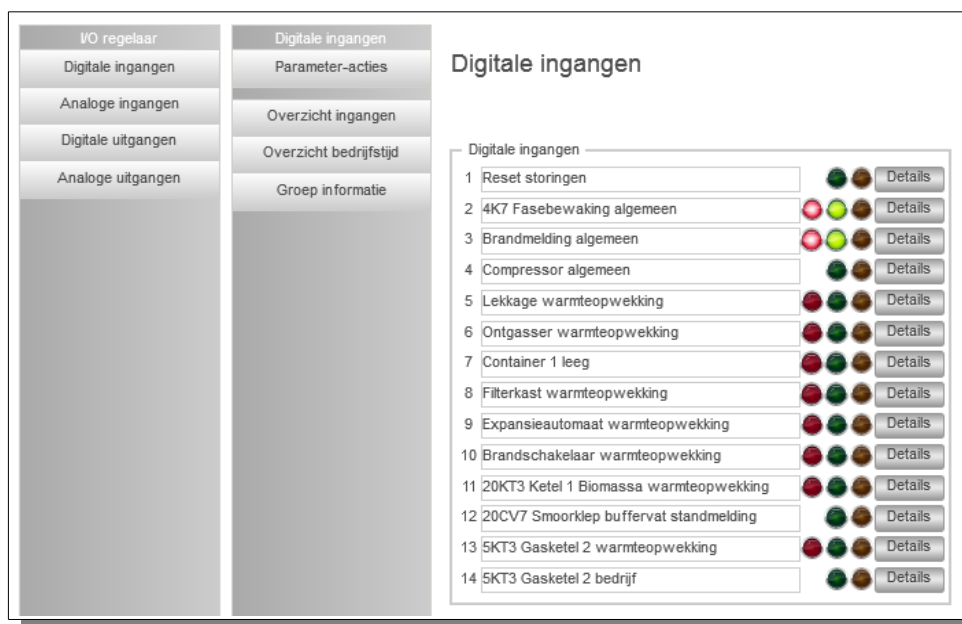 I/O regelaar
Digitale ingangen
Analoge ingangen
Digitale uitgangen
Analoge uitgangen
Digitale ingangen
Parameter-acties
Overzicht ingangen
Overzicht bedrijfstijd
Groep informatie
Digitale ingangen
Digitale ingangen
1 Reset storingen Details
2 4K7 Fasebewaking algemeen Details
3 Brandmelding algemeen Details
4 Compressor algemeen Details
5 Lekkage warmteopwekking Details
6 Ontgasser warmteopwekking Details
7 Container 1 leeg Details
8 Filterkast warmteopwekking Details
9 Expansieautomaat warmteopwekking Details
10 Brandschakelaar warmteopwekking Details
11 20KT3 Ketel 1 Biomassa warmteopwekking Details
12 20CV7 Smoorklep buffervat standmelding Details
13 5KT3 Gasketel 2 warmteopwekking Details
14 5KT3 Gasketel 2 bedrijf Details